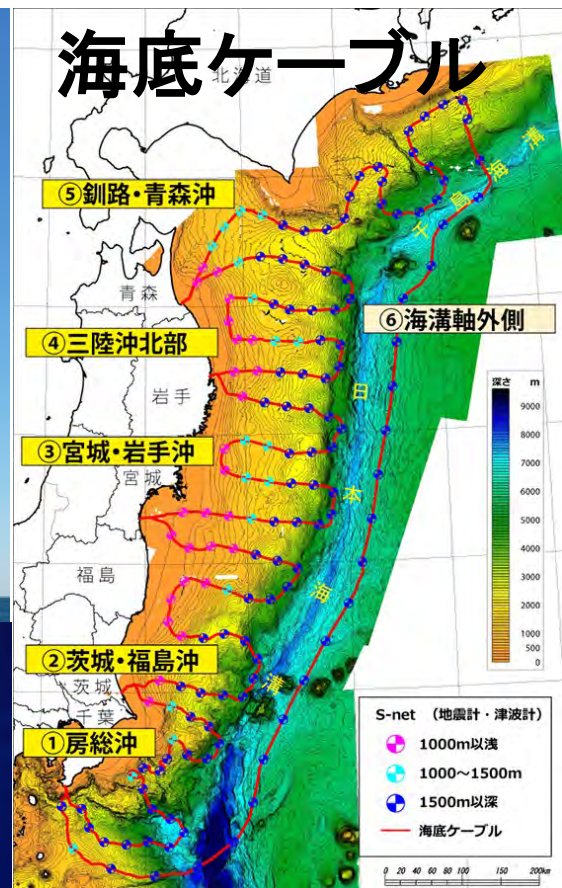 海底ケーブル
北海道
⑤釧路・青森沖
千島海溝
青森
④三陸沖北部
⑥海溝軸外側
岩手
日本海溝
③宮城・岩手沖
宮城
福島
②茨城・福島沖
茨城
千葉
①房総沖
深さ m
9000
8000
7000
6000
5000
4000
3000
2000
1000
500
0
S-net （地震計・津波計）
1000m以浅
1000～1500m
1500m以深
海底ケーブル
0 20 40 60 80 100 200km